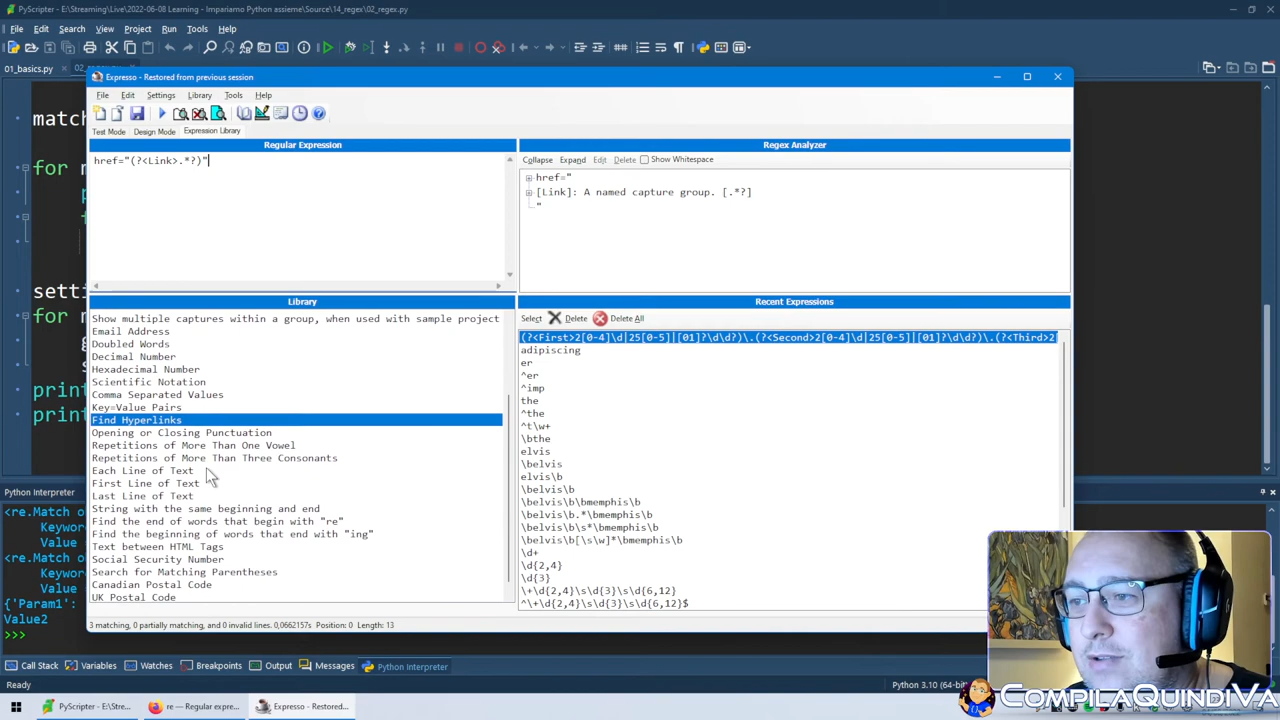 PyScripter - E:\Streaming\Live\2022-06-08 Learning - Impariamo Python assieme\Source\14_regex\02_regex.py
File Edit Search View Project Run Tools Help
01_basics.py
02_regex.py
Expresso - Restored from previous session
File Edit Settings Library Tools Help
Test Mode Design Mode Expression Library
Regular Expression
href="(?<Link>.*?)"
Regex Analyzer
Collapse Expand Edit Delete Show Whitespace
href="
[Link]: A named capture group. [.*?]
"
Library
Show multiple captures within a group, when used with sample project
Email Address
Doubled Words
Decimal Number
Hexadecimal Number
Scientific Notation
Comma Separated Values
Key=Value Pairs
Find Hyperlinks
Opening or Closing Punctuation
Repetitions of More Than One Vowel
Repetitions of More Than Three Consonants
Each Line of Text
First Line of Text
Last Line of Text
String with the same beginning and end
Find the end of words that begin with "re"
Find the beginning of words that end with "ing"
Text between HTML Tags
Social Security Number
Search for Matching Parentheses
Canadian Postal Code
UK Postal Code
Recent Expressions
Select Delete Delete All
(?<First>2[0-4]\d|25[0-5]|[01]?\d\d?)\.(?<Second>2[0-4]\d|25[0-5]|[01]?\d\d?)\.(?<Third>2[
adipiscing
er
^er
^imp
the
^the
^t\w+
\bthe
elvis
\belvis
elvis\b
\belvis\b
\belvis\b\bmemphis\b
\belvis\b.*\bmemphis\b
\belvis\b\s*\bmemphis\b
\belvis\b[\s\w]*\bmemphis\b
\d+
\d{2,4}
\d{3}
\+\d{2,4}\s\d{3}\s\d{6,12}
^\+\d{2,4}\s\d{3}\s\d{6,12}$
3 matching, 0 partially matching, and 0 invalid lines. 0,0662157s Position: 0 Length: 13
match
for
setti
for
print
print
Python Interpreter
<re.Match o
Keyword
Value
<re.Match o
Keyword
Value
{'Param1':
Value2
>>>
Call Stack Variables Watches Breakpoints Output Messages Python Interpreter
Ready
Python 3.10 (64-bit)
PyScripter - E:\Stre...
re — Regular expre...
Expresso - Restored...
COMPILAQUINDIVA